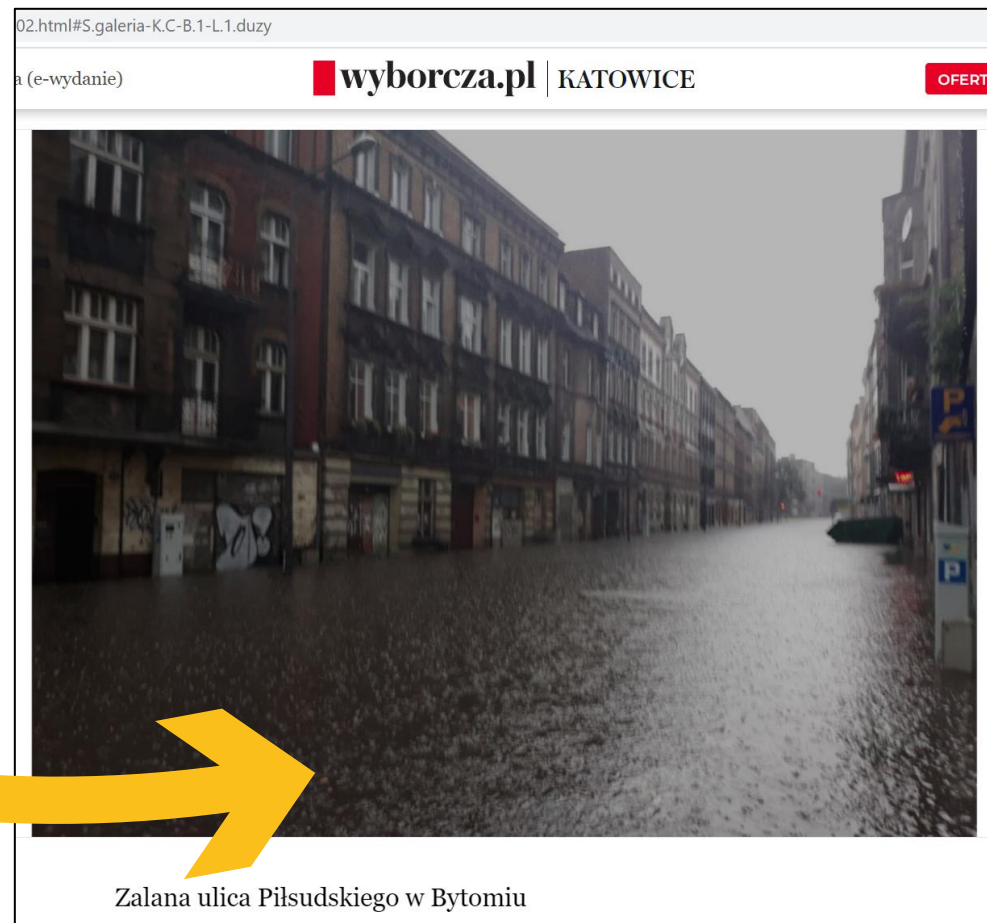 02.html#S.galeria-K.C-B.1-L.1.duzy
a (e-wydanie)
wyborcza.pl | KATOWICE
OFERT
P
P
Zalana ulica Piłsudskiego w Bytomiu